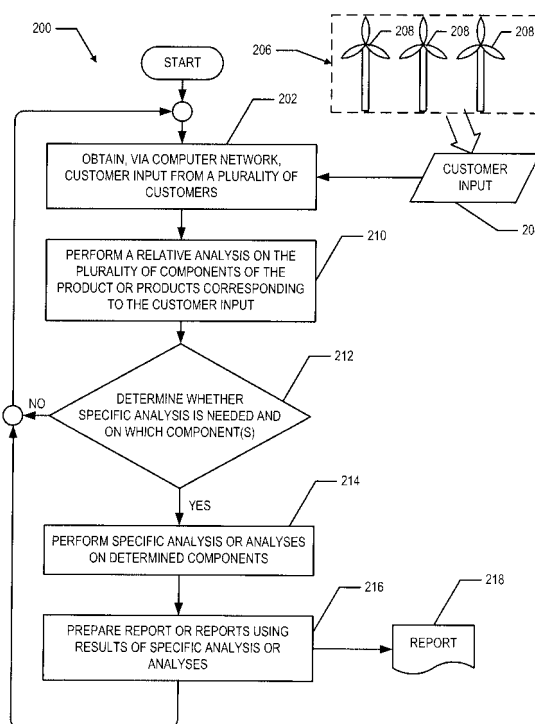 200
START
206
208
208
208
202
OBTAIN, VIA COMPUTER NETWORK,
CUSTOMER INPUT FROM A PLURALITY OF
CUSTOMERS
CUSTOMER
INPUT
210
PERFORM A RELATIVE ANALYSIS ON THE
PLURALITY OF COMPONENTS OF THE
PRODUCT OR PRODUCTS CORRESPONDING
TO THE CUSTOMER INPUT
212
DETERMINE WHETHER
SPECIFIC ANALYSIS IS NEEDED AND
ON WHICH COMPONENT(S)
NO
YES
214
PERFORM SPECIFIC ANALYSIS OR ANALYSES
ON DETERMINED COMPONENTS
216
PREPARE REPORT OR REPORTS USING
RESULTS OF SPECIFIC ANALYSIS OR
ANALYSES
218
REPORT